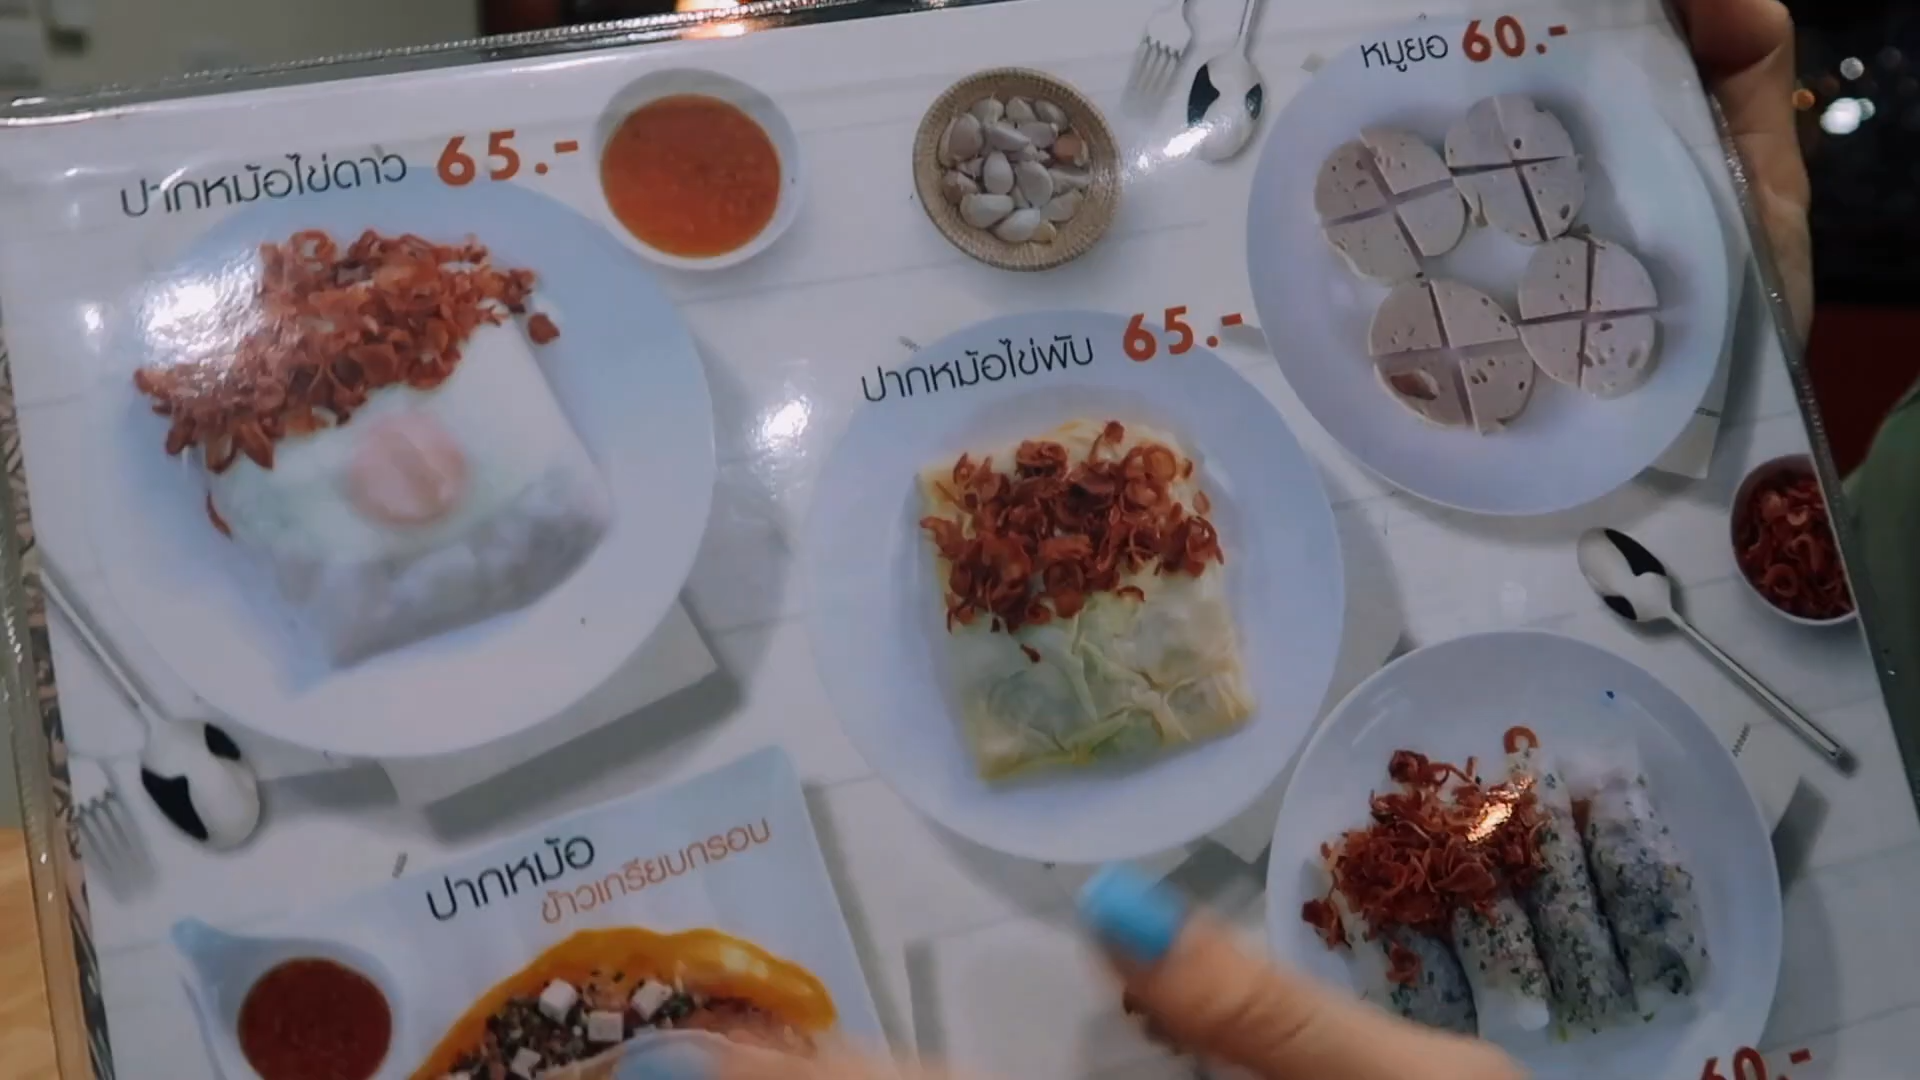 หมูยอ 60.-
ปากหม้อไข่ดาว 65.-
ปากหม้อไข่พับ 65.-
ปากหม้อ
ข้าวเกรียบกรอบ
60.-